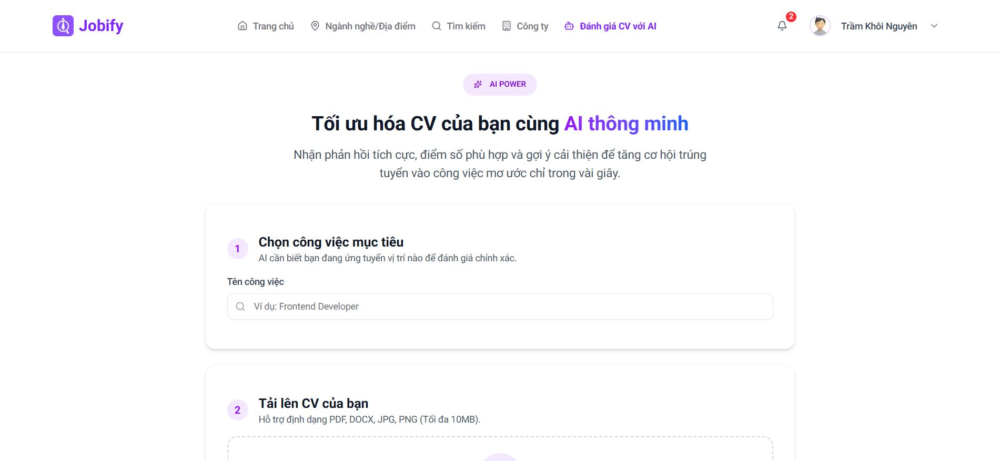 Jobify
Trang chủ
Ngành nghề/Địa điểm
Tìm kiếm
Công ty
Đánh giá CV với AI
2
Trầm Khôi Nguyên
AI POWER
Tối ưu hóa CV của bạn cùng AI thông minh
Nhận phản hồi tích cực, điểm số phù hợp và gợi ý cải thiện để tăng cơ hội trúng
tuyển vào công việc mơ ước chỉ trong vài giây.
1
Chọn công việc mục tiêu
AI cần biết bạn đang ứng tuyển vị trí nào để đánh giá chính xác.
Tên công việc
Ví dụ: Frontend Developer
2
Tải lên CV của bạn
Hỗ trợ định dạng PDF, DOCX, JPG, PNG (Tối đa 10MB).